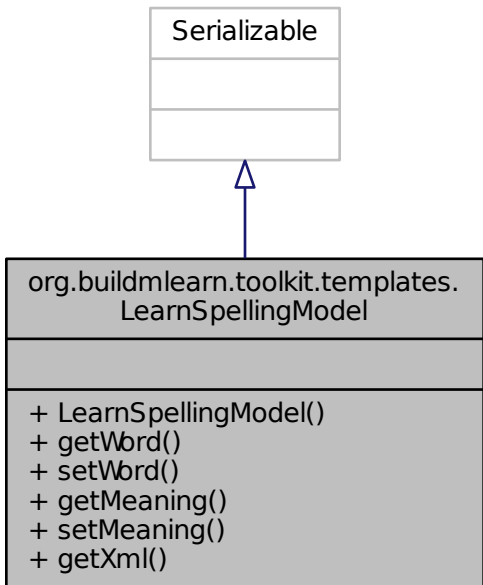 Serializable
org.buildmlearn.toolkit.templates.
LearnSpellingModel
+ LearnSpellingModel()
+ getWord()
+ setWord()
+ getMeaning()
+ setMeaning()
+ getXml()